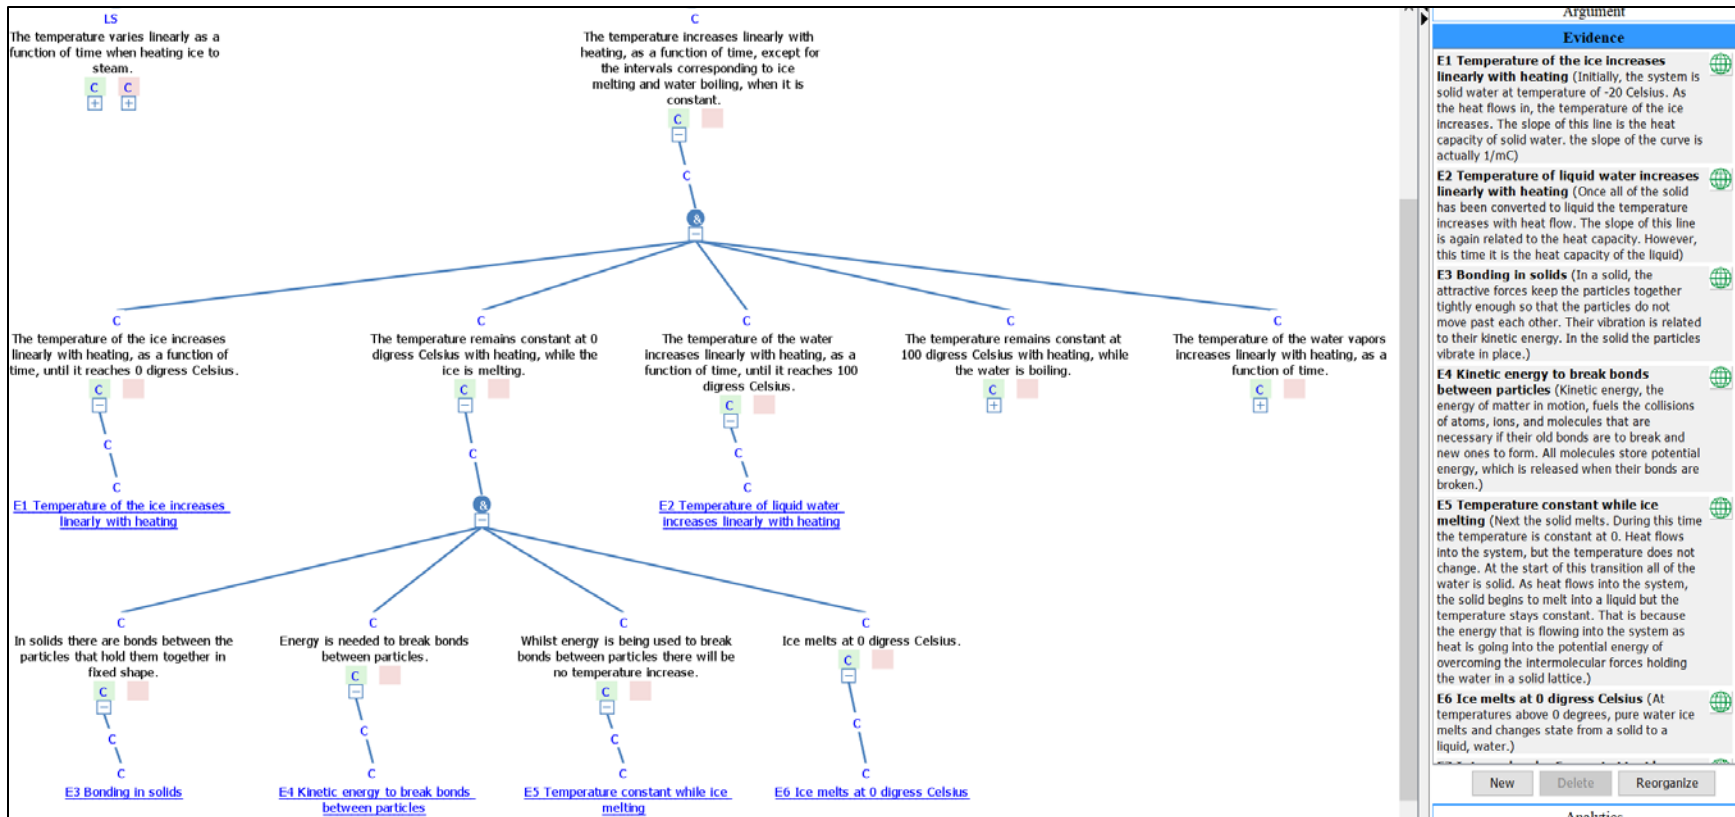 LS
The temperature varies linearly as a
function of time when heating ice to
steam.
C C
C
The temperature increases linearly with
heating, as a function of time, except for
the intervals corresponding to ice
melting and water boiling, when it is
constant.
C
C
&
C
The temperature of the ice increases
linearly with heating, as a function of
time, until it reaches 0 digress Celsius.
C
C
C
E1 Temperature of the ice increases
linearly with heating
C
The temperature remains constant at 0
digress Celsius with heating, while the
ice is melting.
C
C
&
C
The temperature of the water
increases linearly with heating, as a
function of time, until it reaches 100
digress Celsius.
C
C
C
E2 Temperature of liquid water
increases linearly with heating
C
The temperature remains constant at
100 digress Celsius with heating, while
the water is boiling.
C
C
The temperature of the water vapors
increases linearly with heating, as a
function of time.
C
C
In solids there are bonds between the
particles that hold them together in
fixed shape.
C
C
C
E3 Bonding in solids
C
Energy is needed to break bonds
between particles.
C
C
C
E4 Kinetic energy to break bonds
between particles
C
Whilst energy is being used to break
bonds between particles there will be
no temperature increase.
C
C
C
E5 Temperature constant while ice
melting
C
Ice melts at 0 digress Celsius.
C
C
C
E6 Ice melts at 0 digress Celsius
Argument
Evidence
E1 Temperature of the ice increases
linearly with heating (Initially, the system is
solid water at temperature of -20 Celsius. As
the heat flows in, the temperature of the ice
increases. The slope of this line is the heat
capacity of solid water. the slope of the curve is
actually 1/mC)
E2 Temperature of liquid water increases
linearly with heating (Once all of the solid
has been converted to liquid the temperature
increases with heat flow. The slope of this line
is again related to the heat capacity. However,
this time it is the heat capacity of the liquid)
E3 Bonding in solids (In a solid, the
attractive forces keep the particles together
tightly enough so that the particles do not
move past each other. Their vibration is related
to their kinetic energy. In the solid the particles
vibrate in place.)
E4 Kinetic energy to break bonds
between particles (Kinetic energy, the
energy of matter in motion, fuels the collisions
of atoms, ions, and molecules that are
necessary if their old bonds are to break and
new ones to form. All molecules store potential
energy, which is released when their bonds are
broken.)
E5 Temperature constant while ice
melting (Next the solid melts. During this time
the temperature is constant at 0. Heat flows
into the system, but the temperature does not
change. At the start of this transition all of the
water is solid. As heat flows into the system,
the solid begins to melt into a liquid but the
temperature stays constant. That is because
the energy that is flowing into the system as
heat is going into the potential energy of
overcoming the intermolecular forces holding
the water in a solid lattice.)
E6 Ice melts at 0 digress Celsius (At
temperatures above 0 degrees, pure water ice
melts and changes state from a solid to a
liquid, water.)
New Delete Reorganize
Analytics